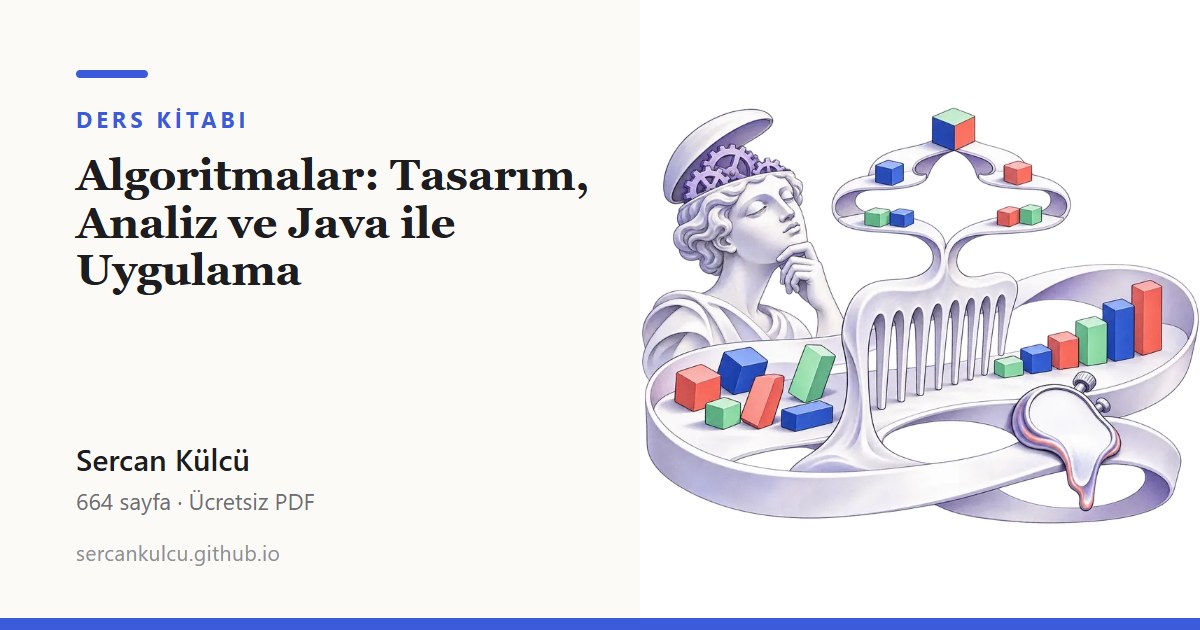 DERS KİTABI
Algoritmalar: Tasarım,
Analiz ve Java ile
Uygulama
Sercan Külcü
664 sayfa · Ücretsiz PDF
sercankulcu.github.io